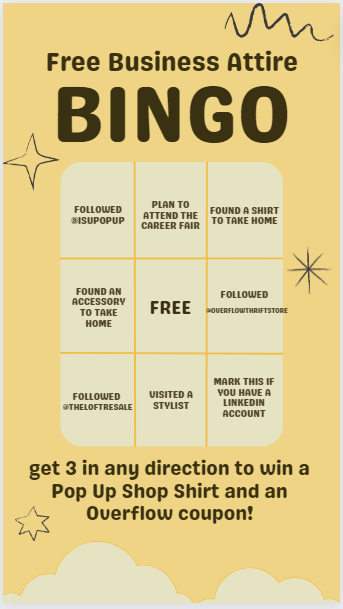 Free Business Attire
BINGO
FOLLOWED
@ISUPOPUP
PLAN TO
ATTEND THE
CAREER FAIR
FOUND A SHIRT
TO TAKE HOME
FOUND AN
ACCESSORY
TO TAKE
HOME
FREE
FOLLOWED
@OVERFLOWTHRIFTSTORE
FOLLOWED
@THELOFTRESALE
VISITED A
STYLIST
MARK THIS IF
YOU HAVE A
LINKEDIN
ACCOUNT
get 3 in any direction to win a
Pop Up Shop Shirt and an
Overflow coupon!